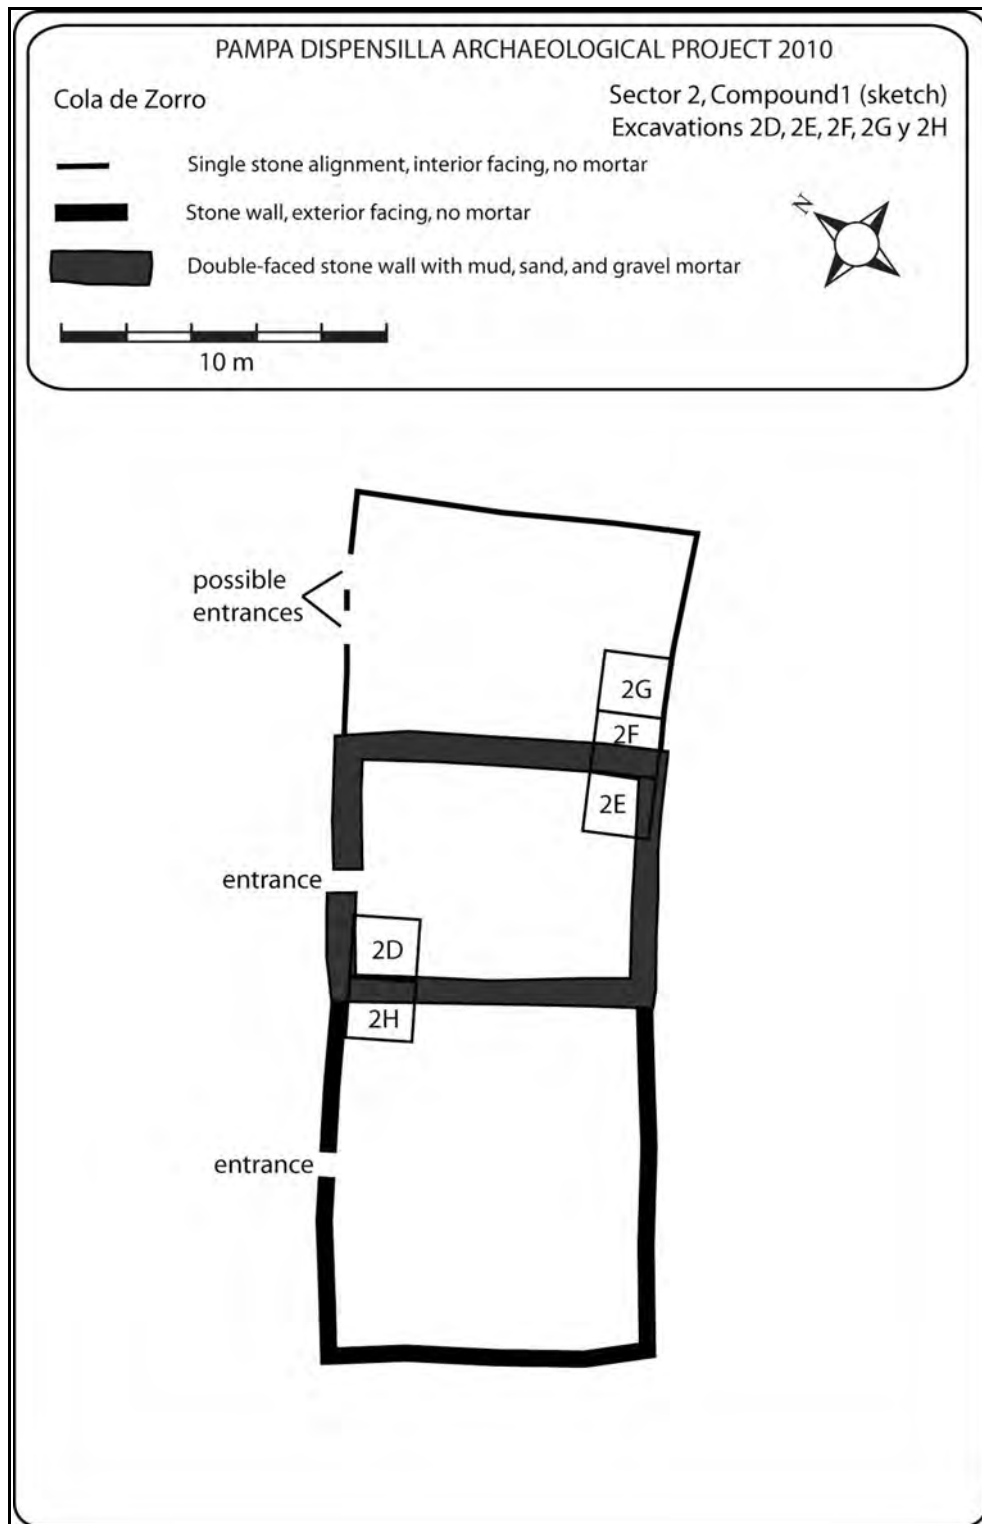 PAMPA DISPENSILLA ARCHAEOLOGICAL PROJECT 2010
Cola de Zorro
Sector 2, Compound1 (sketch)
Excavations 2D, 2E, 2F, 2G y 2H
Single stone alignment, interior facing, no mortar
N
Stone wall, exterior facing, no mortar
Double-faced stone wall with mud, sand, and gravel mortar
10 m
possible
entrances
2G
2F
2E
entrance
2D
2H
entrance